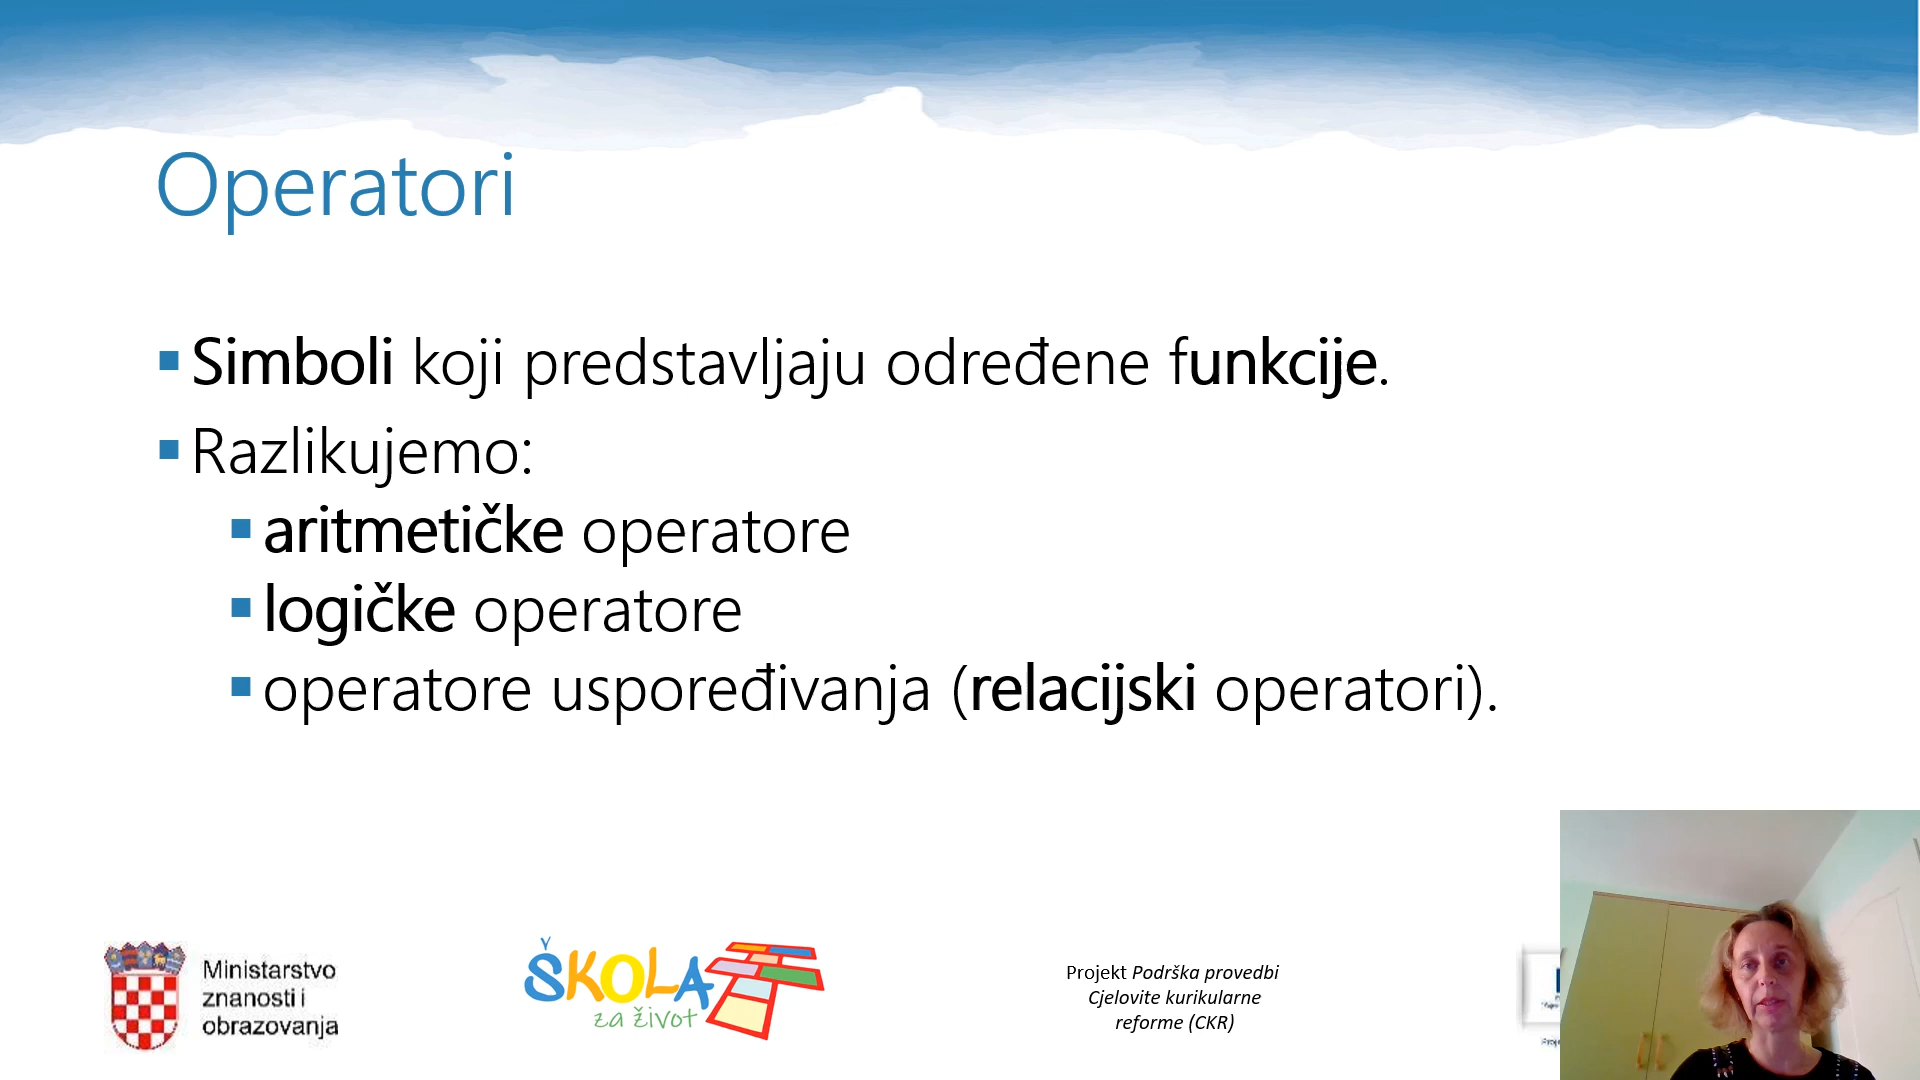 Operatori
Simboli koji predstavljaju određene funkcije.
Razlikujemo:
aritmetičke operatore
logičke operatore
operatore uspoređivanja (relacijski operatori).
Ministarstvo
znanosti i
obrazovanja
ŠKOLA
za život
Projekt Podrška provedbi
Cjelovite kurikularne
reforme (CKR)